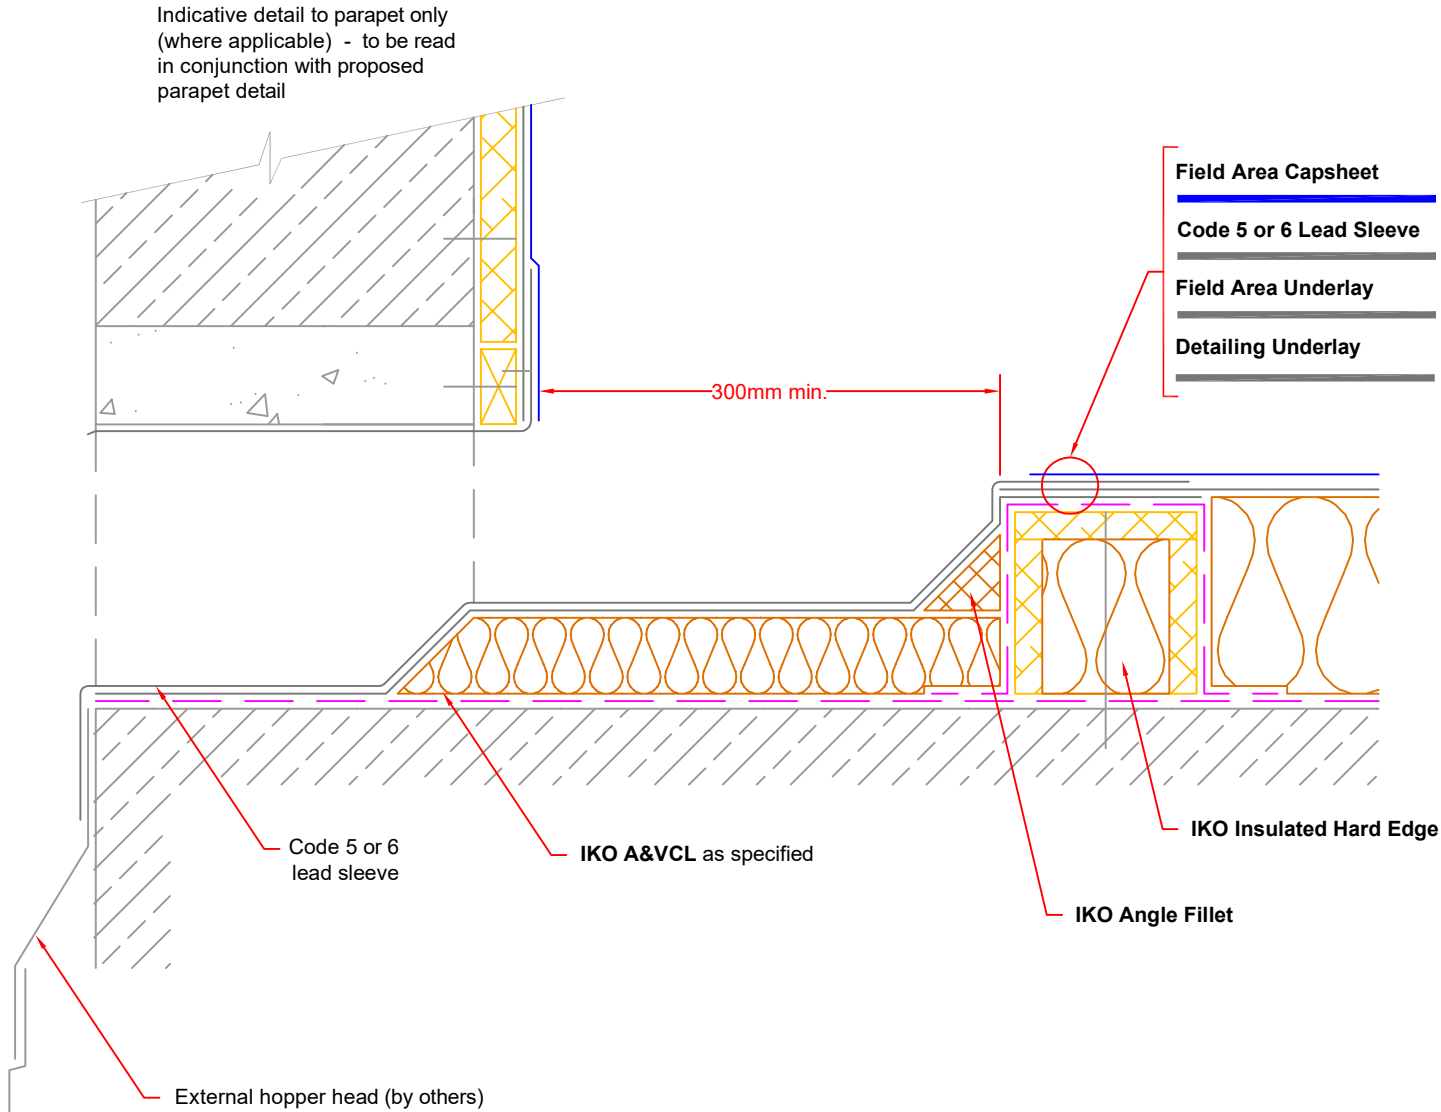 Indicative detail to parapet only
(where applicable) - to be read
in conjunction with proposed
parapet detail
Field Area Capsheet
Code 5 or 6 Lead Sleeve
Field Area Underlay
Detailing Underlay
300mm min.
Code 5 or 6
lead sleeve
IKO A&VCL as specified
IKO Insulated Hard Edge
IKO Angle Fillet
External hopper head (by others)